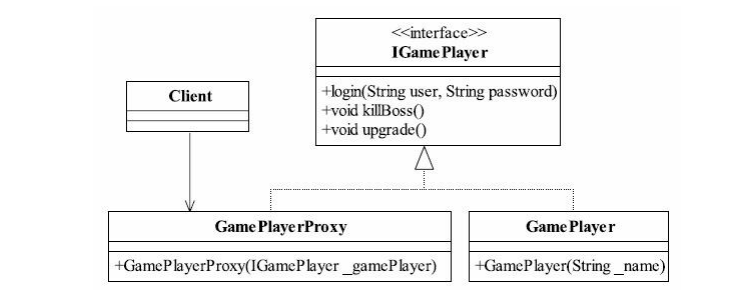 <<interface>>
IGamePlayer
Client
+login(String user, String password)
+void killBoss()
+void upgrade()
GamePlayerProxy
GamePlayer
+GamePlayerProxy(IGamePlayer _gamePlayer)
+GamePlayer(String _name)